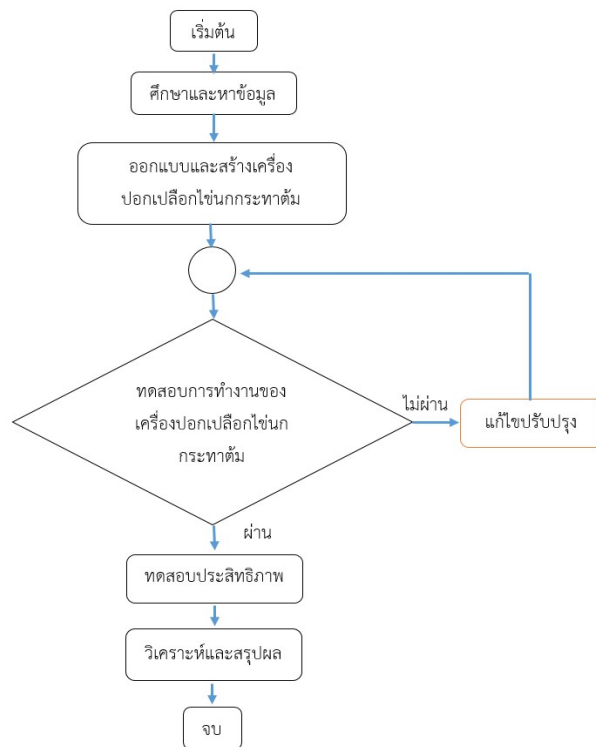 เริ่มต้น
ศึกษาและหาข้อมูล
ออกแบบและสร้างเครื่อง
ปอกเปลือกไข่นกกระทาต้ม
ทดสอบการทำงานของ
เครื่องปอกเปลือกไข่นก
กระทาต้ม
ไม่ผ่าน
แก้ไขปรับปรุง
ผ่าน
ทดสอบประสิทธิภาพ
วิเคราะห์และสรุปผล
จบ